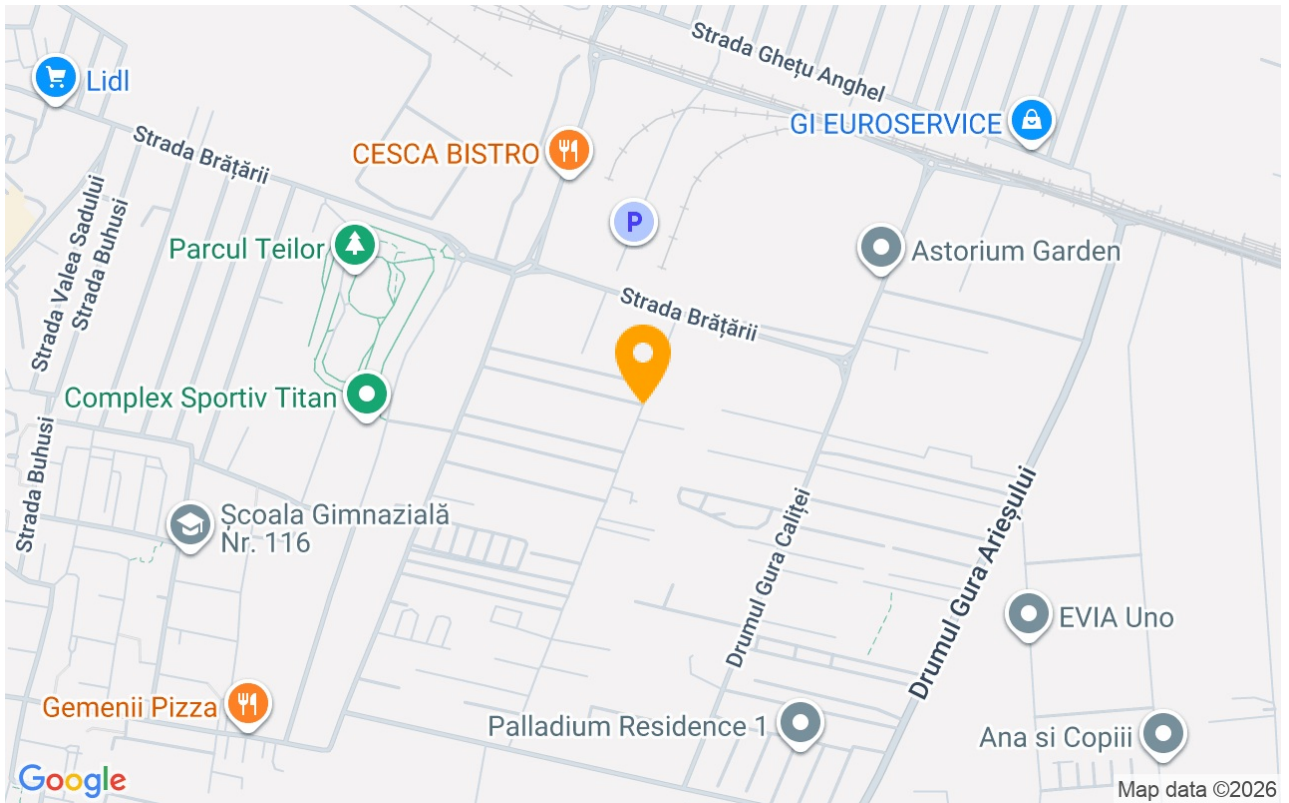 Strada Ghețu Anghel
Lidl
GI EUROSERVICE
Strada Brățării
CESCA BISTRO
Strada Valea Sadului
Strada Buhusi
P
Parcul Teilor
Astorium Garden
Strada Brățării
Complex Sportiv Titan
Strada Buhusi
Școala Gimnazială
Nr. 116
Drumul Gura Caliței
Drumul Gura Arieșului
EVIA Uno
Gemenii Pizza
Palladium Residence 1
Ana si Copiii
Google
Map data ©2026